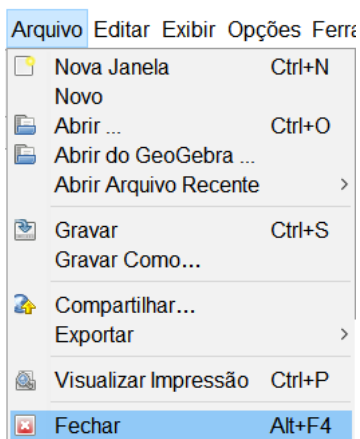 Arquivo Editar Exibir Opções Ferra
Nova Janela Ctrl+N
Novo
Abrir ... Ctrl+O
Abrir do GeoGebra ...
Abrir Arquivo Recente >
Gravar Ctrl+S
Gravar Como...
Compartilhar...
Exportar >
Visualizar Impressão Ctrl+P
Fechar Alt+F4